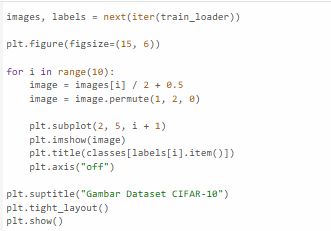 images, labels = next(iter(train_loader))
plt.figure(figsize=(15, 6))
for i in range(10):
    image = images[i] / 2 + 0.5
    image = image.permute(1, 2, 0)
    plt.subplot(2, 5, i + 1)
    plt.imshow(image)
    plt.title(classes[labels[i].item()])
    plt.axis("off")
plt.suptitle("Gambar Dataset CIFAR-10")
plt.tight_layout()
plt.show()